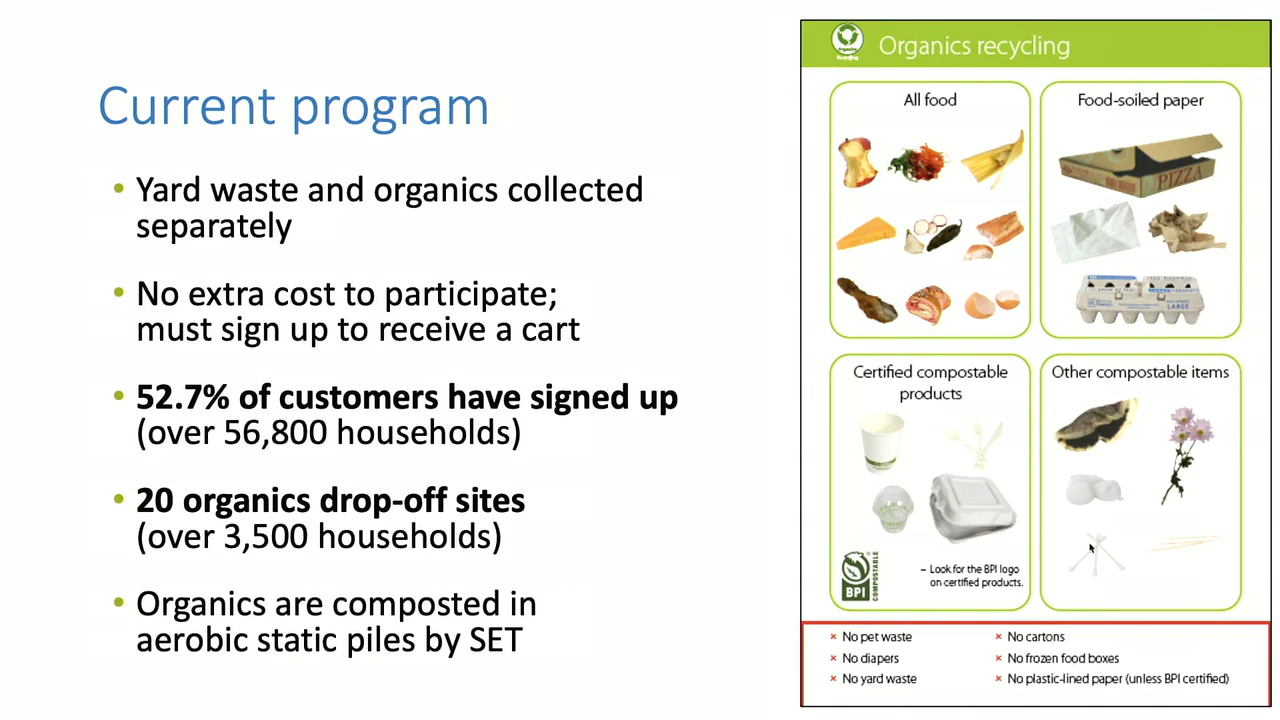 Current program
• Yard waste and organics collected
separately
• No extra cost to participate;
must sign up to receive a cart
• 52.7% of customers have signed up
(over 56,800 households)
• 20 organics drop-off sites
(over 3,500 households)
• Organics are composted in
aerobic static piles by SET
Organics recycling
All food
Food-soiled paper
PIZZA
LARGE
Certified compostable
products
BPI
COMPOSTABLE
– Look for the BPI logo
on certified products.
Other compostable items
× No pet waste
× No diapers
× No yard waste
× No cartons
× No frozen food boxes
× No plastic-lined paper (unless BPI certified)